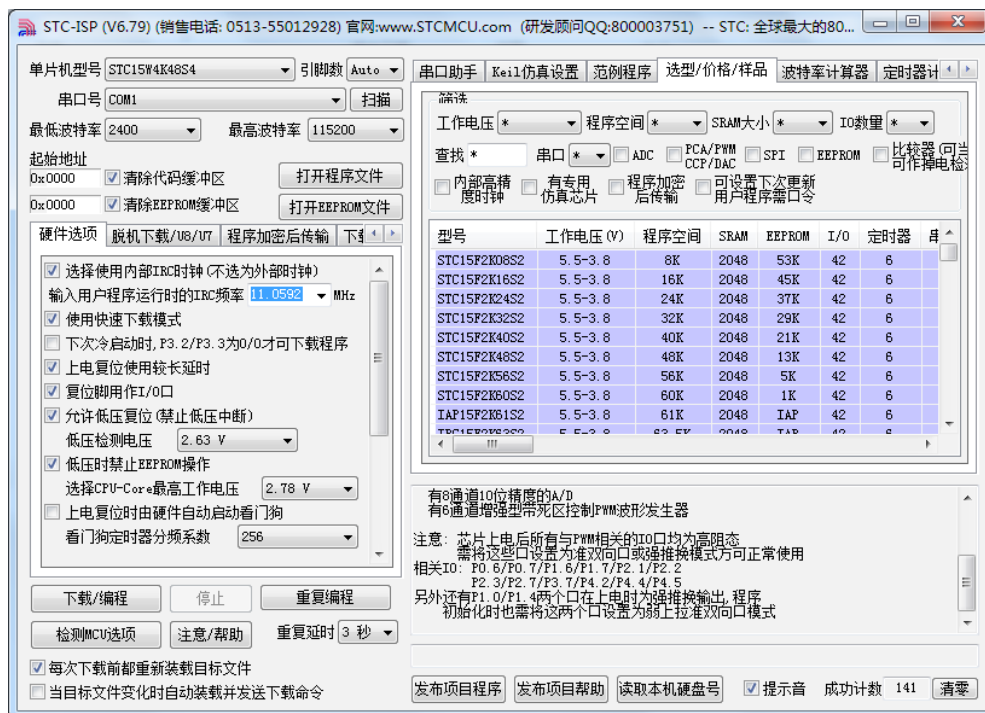 STC-ISP (V6.79) (销售电话: 0513-55012928) 官网:www.STCMCU.com (研发顾问QQ:800003751) -- STC: 全球最大的80...
单片机型号 STC15W4K48S4 引脚数 Auto
串口号 COM1 扫描
最低波特率 2400 最高波特率 115200
起始地址
0x0000 清除代码缓冲区 打开程序文件
0x0000 清除EEPROM缓冲区 打开EEPROM文件
硬件选项 脱机下载/U8/U7 程序加密后传输
选择使用内部IRC时钟(不选为外部时钟)
输入用户程序运行时的IRC频率 11.0592 MHz
使用快速下载模式
下次冷启动时,P3.2/P3.3为0/0才可下载程序
上电复位使用较长延时
复位脚用作I/O口
允许低压复位(禁止低压中断)
低压检测电压 2.63 V
低压时禁止EEPROM操作
选择CPU-Core最高工作电压 2.78 V
上电复位时由硬件自动启动看门狗
看门狗定时器分频系数 256
下载/编程 停止 重复编程
检测MCU选项 注意/帮助 重复延时 3 秒
每次下载前都重新装载目标文件
当目标文件变化时自动装载并发送下载命令
串口助手 Keil仿真设置 范例程序 选型/价格/样品 波特率计算器 定时器计
筛选
工作电压 * 程序空间 * SRAM大小 * IO数量 *
查找 * 串口 * ADC PCA/PWM CCP/DAC SPI EEPROM 比较器(可当可作掉电检
内部高精度时钟 有专用仿真芯片 程序加密后传输 可设置下次更新用户程序需口令
型号 工作电压(V) 程序空间 SRAM EEPROM I/O 定时器 串
STC15F2K08S2 5.5-3.8 8K 2048 53K 42 6
STC15F2K16S2 5.5-3.8 16K 2048 45K 42 6
STC15F2K24S2 5.5-3.8 24K 2048 37K 42 6
STC15F2K32S2 5.5-3.8 32K 2048 29K 42 6
STC15F2K40S2 5.5-3.8 40K 2048 21K 42 6
STC15F2K48S2 5.5-3.8 48K 2048 13K 42 6
STC15F2K56S2 5.5-3.8 56K 2048 5K 42 6
STC15F2K60S2 5.5-3.8 60K 2048 1K 42 6
IAP15F2K61S2 5.5-3.8 61K 2048 IAP 42 6
有8通道10位精度的A/D
有6通道增强型带死区控制PWM波形发生器
注意: 芯片上电后所有与PWM相关的IO口均为高阻态
需将这些口设置为准双向口或强推换模式方可正常使用
相关IO: P0.6/P0.7/P1.6/P1.7/P2.1/P2.2
P2.3/P2.7/P3.7/P4.2/P4.4/P4.5
另外还有P1.0/P1.4两个口在上电时为强推换输出,程序
初始化时也需将这两个口设置为弱上拉准双向口模式
发布项目程序 发布项目帮助 读取本机硬盘号 提示音 成功计数 141 清零